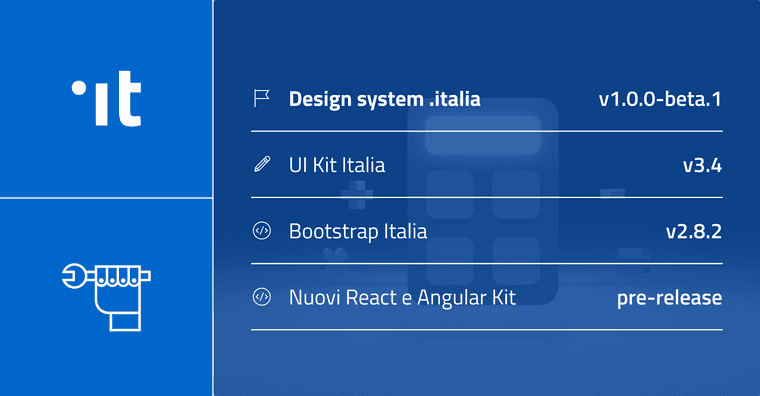 .it
Design system .italia v1.0.0-beta.1
UI Kit Italia v3.4
Bootstrap Italia v2.8.2
Nuovi React e Angular Kit pre-release